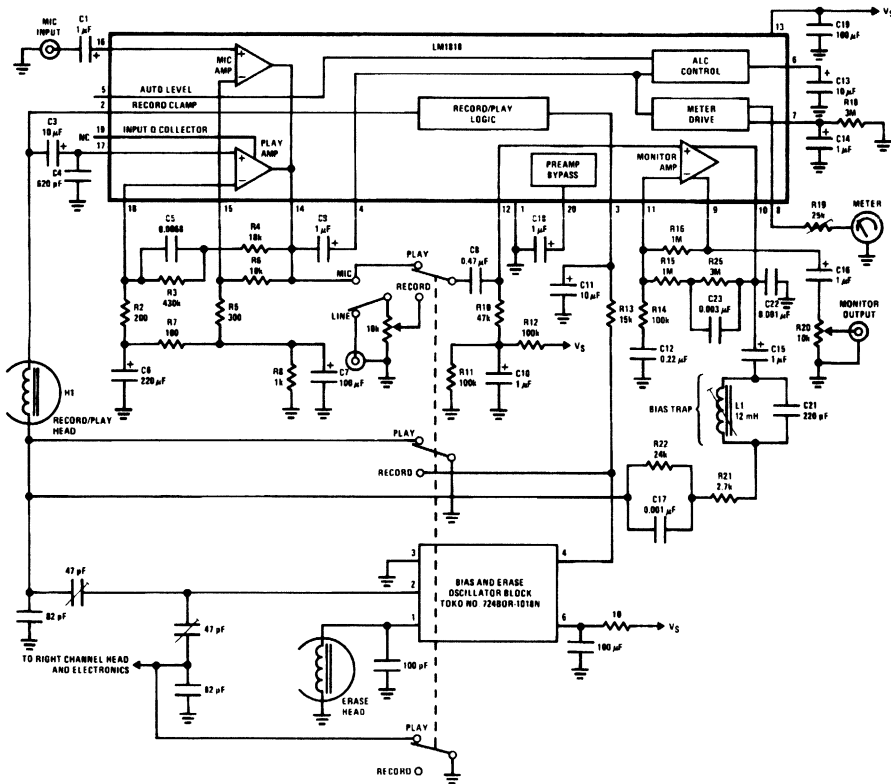 MIC
INPUT
C1
1 µF
+
16
LM1818
13
VS
C19
100 µF
MIC
AMP
ALC
CONTROL
6
C13
10 µF
5
AUTO LEVEL
2
RECORD CLAMP
RECORD/PLAY
LOGIC
METER
DRIVE
7
R18
3M
C14
1 µF
C3
10 µF
NC
19
INPUT Q COLLECTOR
17
PLAY
AMP
C4
620 pF
PREAMP
BYPASS
MONITOR
AMP
18
15
14
4
12
1
20
3
11
9
10
8
R19
25k
METER
C5
0.0068
R4
18k
C9
1 µF
R6
10k
R3
430k
R2
200
R5
300
R7
100
C6
220 µF
R8
1k
C7
100 µF
MIC
PLAY
RECORD
LINE
10k
C8
0.47 µF
C18
1 µF
C11
10 µF
R10
47k
R12
100k
VS
R11
100k
C10
1 µF
R13
15k
R16
1M
R15
1M
R25
3M
R14
100k
C12
0.22 µF
C23
0.003 µF
C22
0.001 µF
C16
1 µF
R20
10k
MONITOR
OUTPUT
C15
1 µF
BIAS TRAP
L1
12 mH
C21
220 pF
H1
RECORD/PLAY
HEAD
PLAY
RECORD
R22
24k
C17
0.001 µF
R21
2.7k
47 pF
82 pF
47 pF
82 pF
TO RIGHT CHANNEL HEAD
AND ELECTRONICS
3
2
1
4
6
BIAS AND ERASE
OSCILLATOR BLOCK
TOKO NO. 724BOR-1018N
10
VS
100 µF
100 pF
ERASE
HEAD
PLAY
RECORD